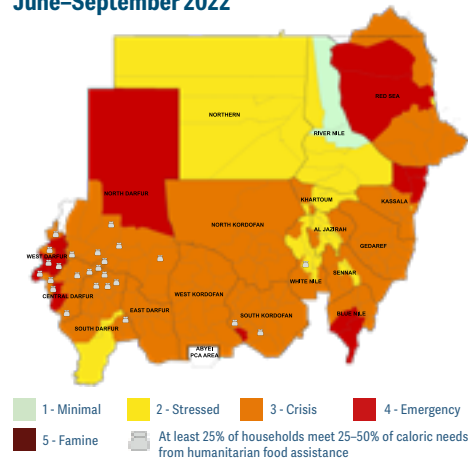 June–September 2022
NORTHERN
RED SEA
RIVER NILE
NORTH DARFUR
KHARTOUM
KASSALA
NORTH KORDOFAN
AL JAZIRAH
GEDAREF
WEST DARFUR
SENNAR
WHITE NILE
CENTRAL DARFUR
WEST KORDOFAN
EAST DARFUR
SOUTH KORDOFAN
BLUE NILE
SOUTH DARFUR
ABYEI
PCA AREA
1 - Minimal
2 - Stressed
3 - Crisis
4 - Emergency
5 - Famine
At least 25% of households meet 25–50% of caloric needs
from humanitarian food assistance